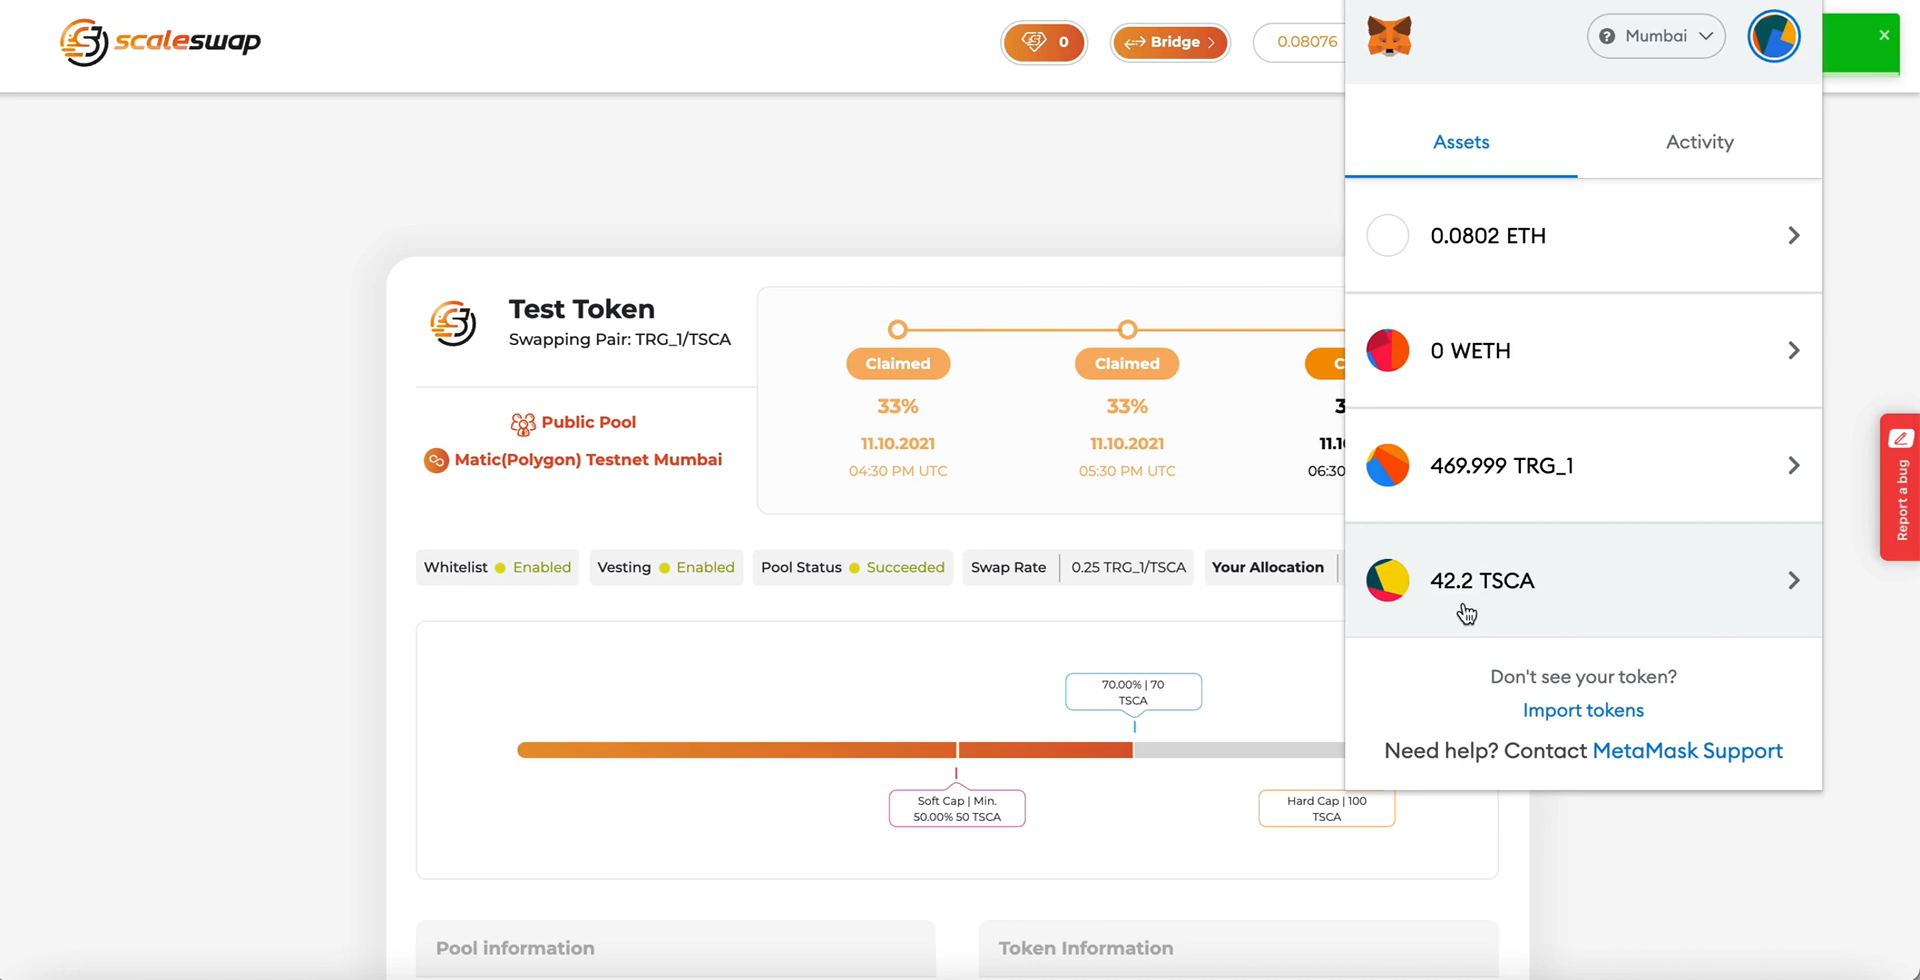 scaleswap
0
Bridge
0.08076
Mumbai
Assets
Activity
0.0802 ETH
0 WETH
469.999 TRG_1
42.2 TSCA
Don't see your token?
Import tokens
Need help? Contact MetaMask Support
Report a bug
Test Token
Swapping Pair: TRG_1/TSCA
Public Pool
Matic(Polygon) Testnet Mumbai
Claimed
33%
11.10.2021
04:30 PM UTC
Claimed
33%
11.10.2021
05:30 PM UTC
06:30
Whitelist Enabled
Vesting Enabled
Pool Status Succeeded
Swap Rate 0.25 TRG_1/TSCA
Your Allocation
70.00% | 70
TSCA
Soft Cap | Min.
50.00% 50 TSCA
Hard Cap | 100
TSCA
Pool information
Token Information